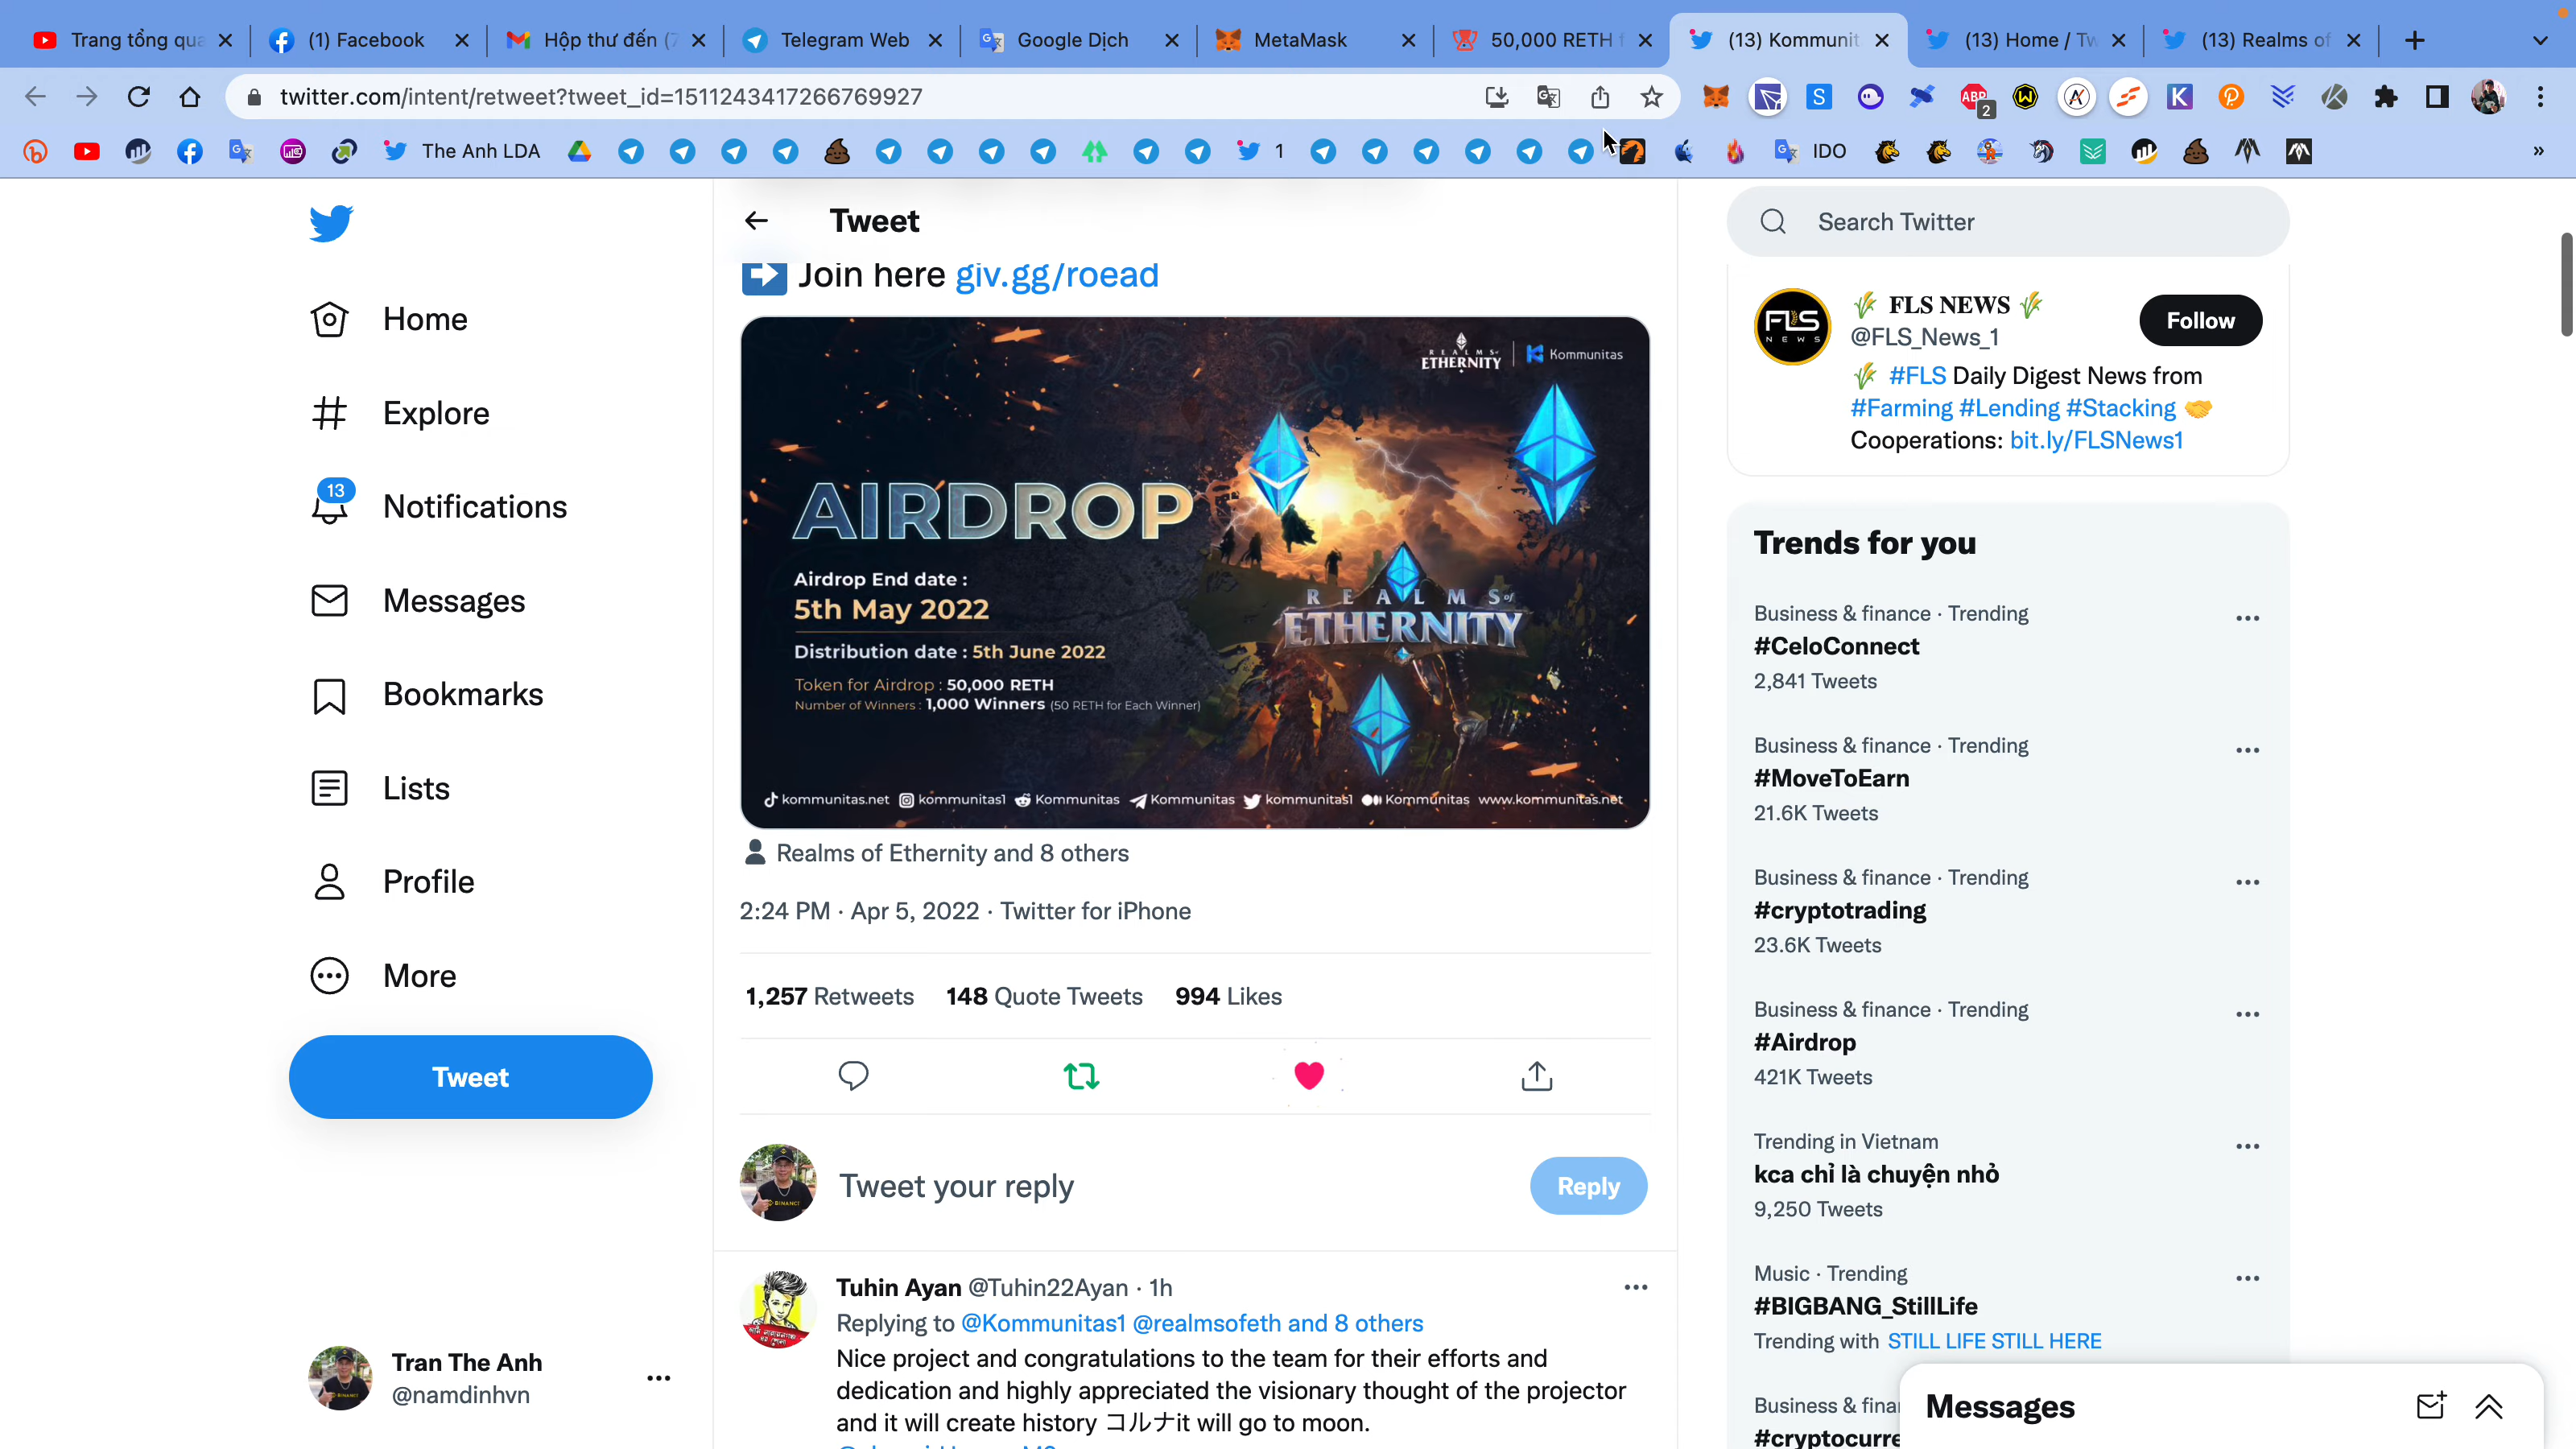 Trang tổng qua
(1) Facebook
Hộp thư đến (7
Telegram Web
Google Dịch
MetaMask
50,000 RETH f
(13) Kommunit
(13) Home / Tw
(13) Realms of
twitter.com/intent/retweet?tweet_id=1511243417266769927
The Anh LDA
1
IDO
Home
Explore
13
Notifications
Messages
Bookmarks
Lists
Profile
More
Tweet
Tran The Anh
@namdinhvn
Tweet
Join here giv.gg/roead
REALMS of
ETHERNITY
Kommunitas
AIRDROP
Airdrop End date :
5th May 2022
Distribution date : 5th June 2022
Token for Airdrop : 50,000 RETH
Number of Winners : 1,000 Winners (50 RETH for Each Winner)
REALMS of
ETHERNITY
kommunitas.net kommunitas1 Kommunitas Kommunitas kommunitas1 Kommunitas www.kommunitas.net
Realms of Ethernity and 8 others
2:24 PM · Apr 5, 2022 · Twitter for iPhone
1,257 Retweets 148 Quote Tweets 994 Likes
Tweet your reply
Reply
Tuhin Ayan @Tuhin22Ayan · 1h
Replying to @Kommunitas1 @realmsofeth and 8 others
Nice project and congratulations to the team for their efforts and
dedication and highly appreciated the visionary thought of the projector
and it will create history コルナit will go to moon.
Search Twitter
FLS NEWS
🌾 FLS NEWS 🌾
@FLS_News_1
Follow
🌾 #FLS Daily Digest News from
#Farming #Lending #Stacking 🤝
Cooperations: bit.ly/FLSNews1
Trends for you
Business & finance · Trending
#CeloConnect
2,841 Tweets
Business & finance · Trending
#MoveToEarn
21.6K Tweets
Business & finance · Trending
#cryptotrading
23.6K Tweets
Business & finance · Trending
#Airdrop
421K Tweets
Trending in Vietnam
kca chỉ là chuyện nhỏ
9,250 Tweets
Music · Trending
#BIGBANG_StillLife
Trending with STILL LIFE STILL HERE
Business & finan
#cryptocurre
Messages